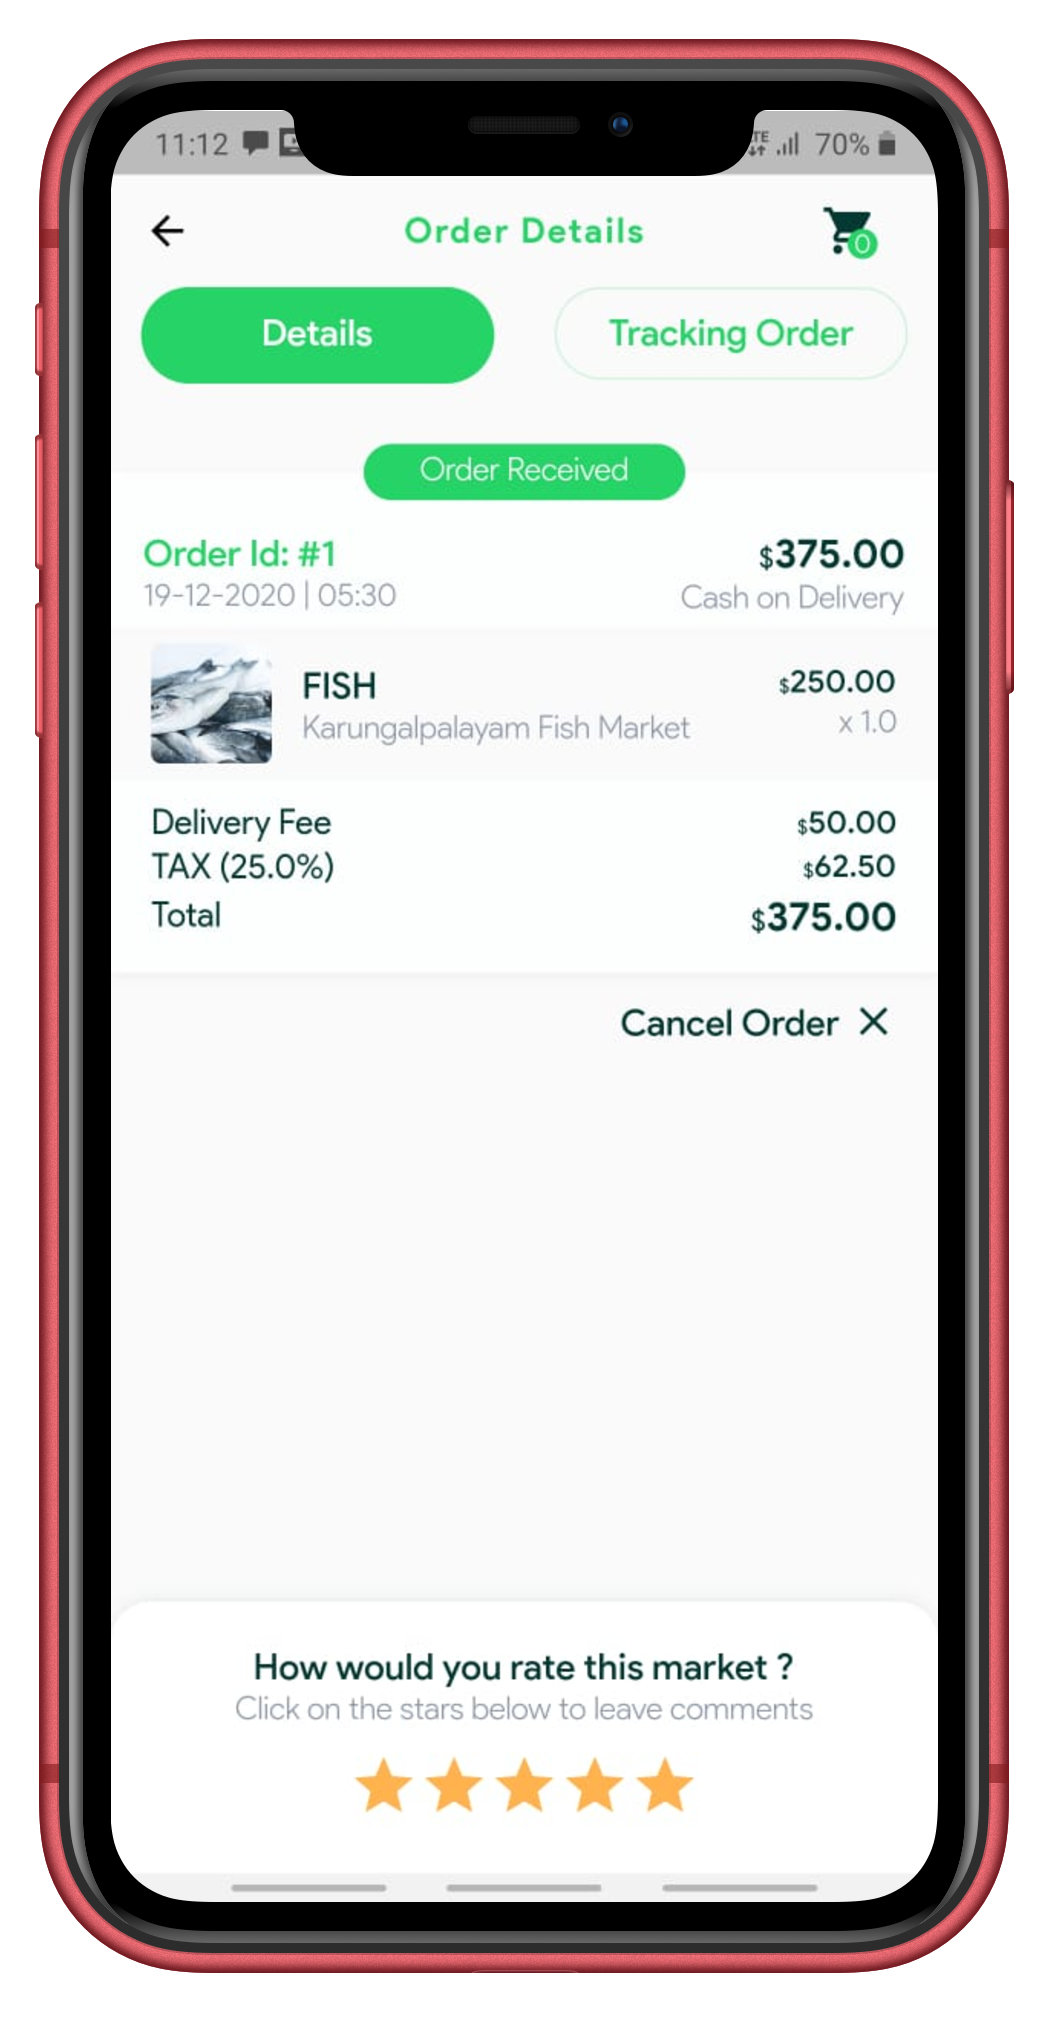 11:12
70%
Order Details
0
Details
Tracking Order
Order Received
Order Id: #1
$375.00
19-12-2020 | 05:30
Cash on Delivery
FISH
$250.00
Karungalpalayam Fish Market
x 1.0
Delivery Fee
$50.00
TAX (25.0%)
$62.50
Total
$375.00
Cancel Order
How would you rate this market ?
Click on the stars below to leave comments